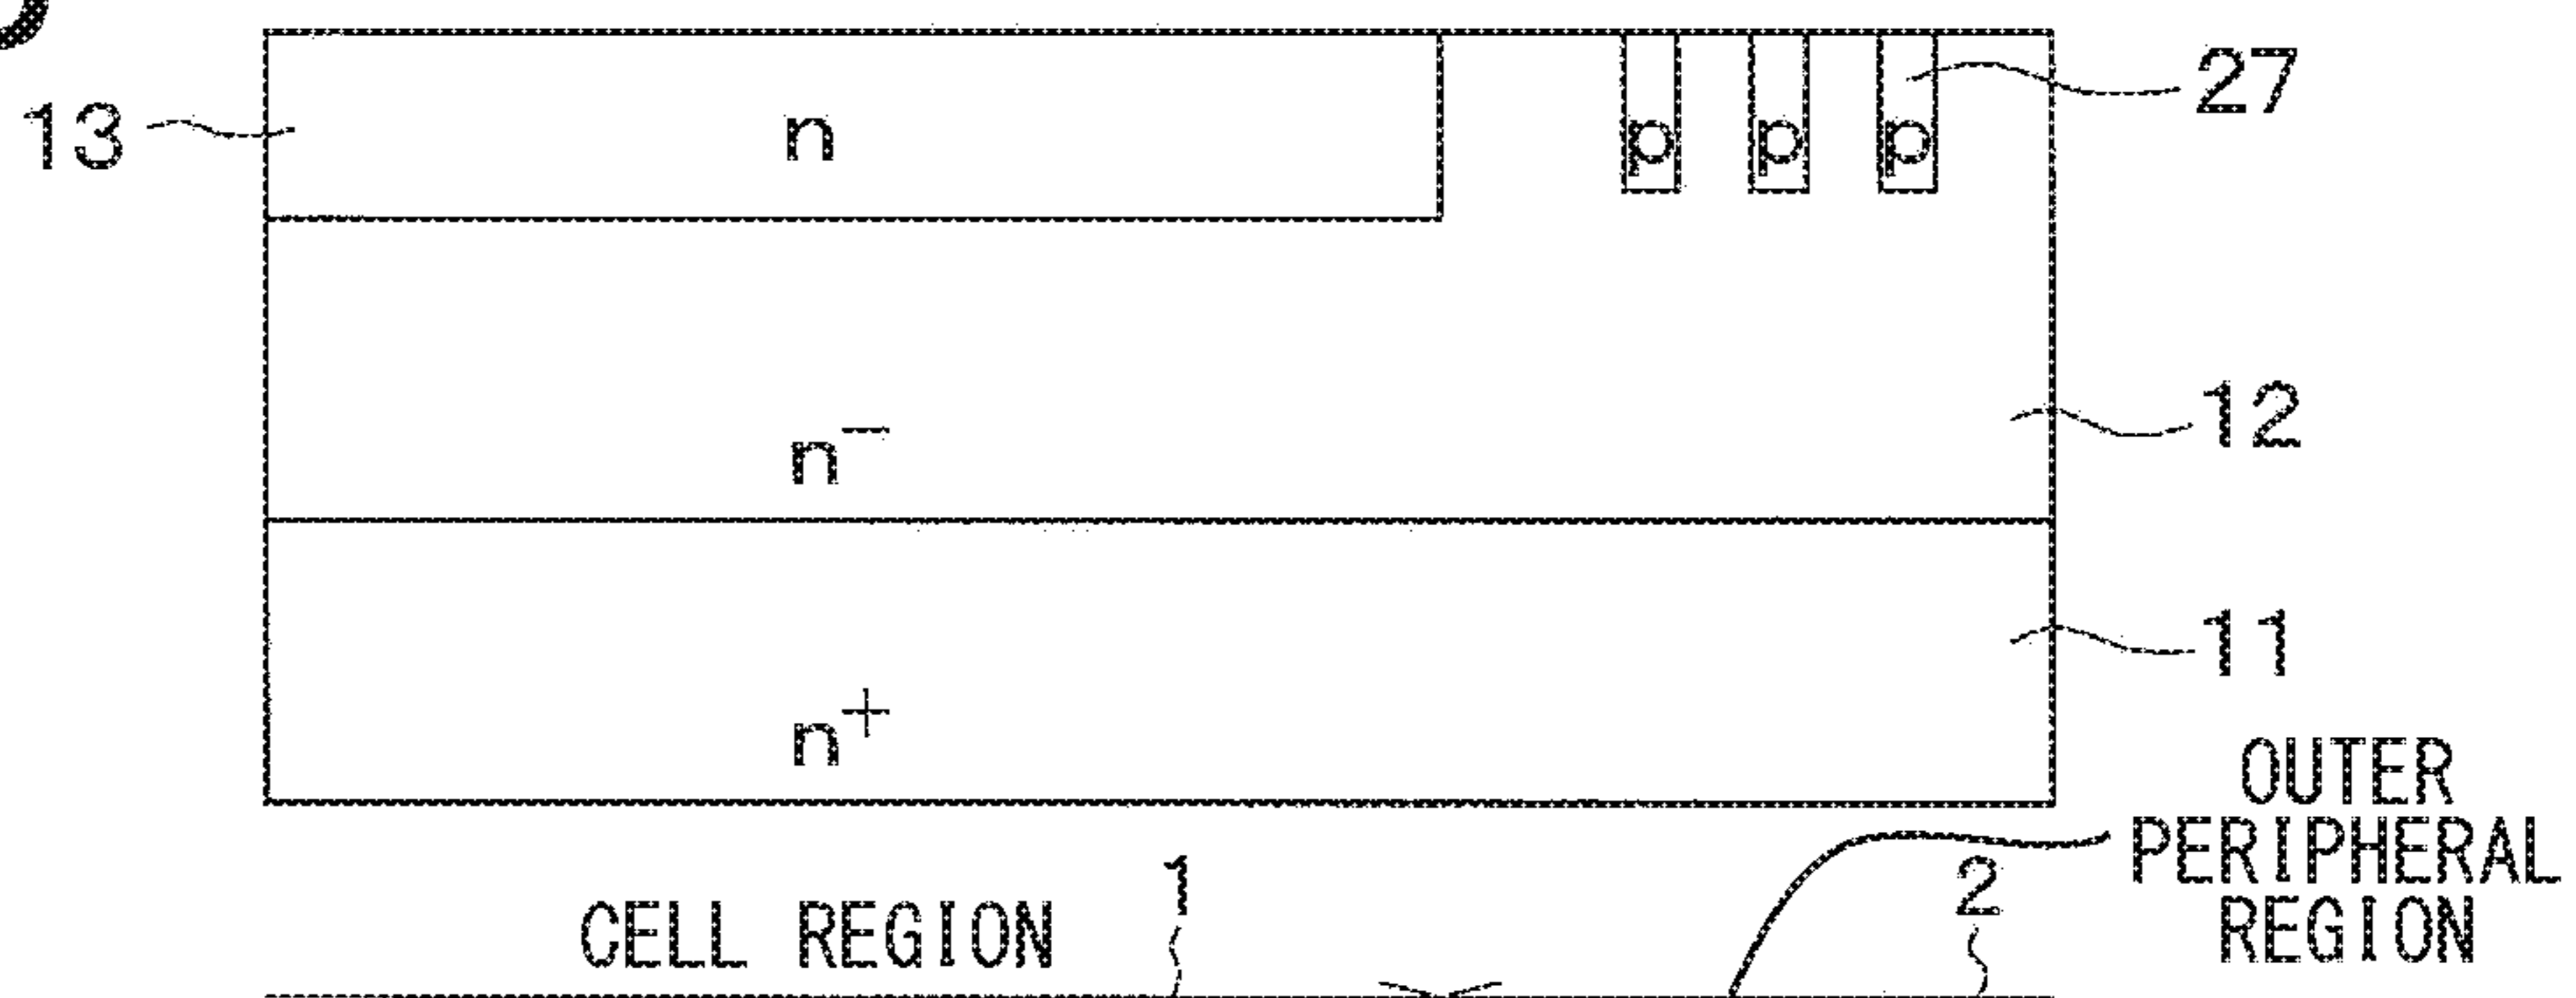 13
n
p
p
p
27
n⁻
12
n⁺
11
OUTER
PERIPHERAL
REGION
CELL REGION
1
2